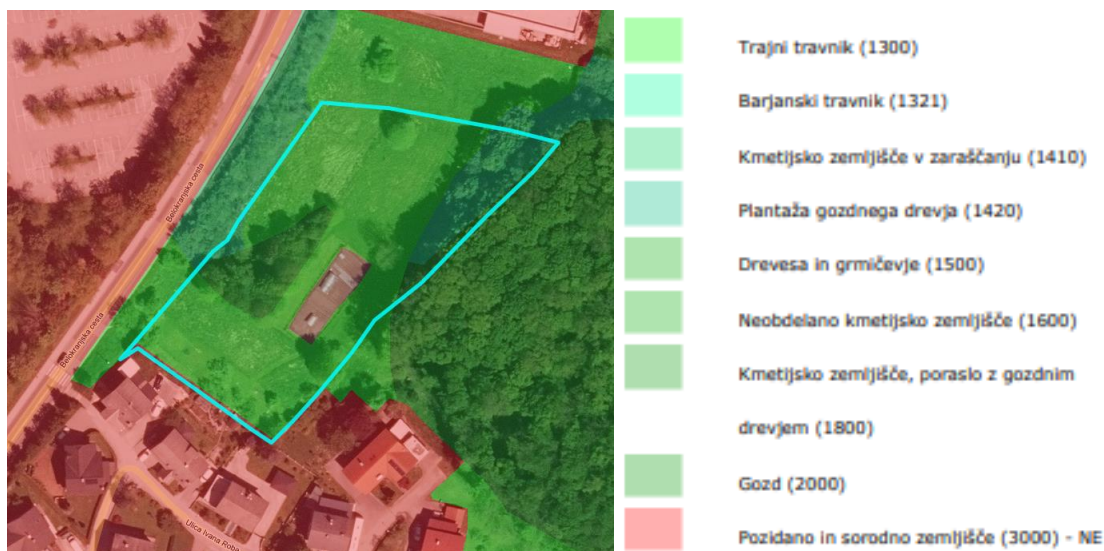 Belokranjska cesta
Belokranjska cesta
Ulica Ivana Roba
Trajni travnik (1300)
Barjanski travnik (1321)
Kmetijsko zemljišče v zaraščanju (1410)
Plantaža gozdnega drevja (1420)
Drevesa in grmičevje (1500)
Neobdelano kmetijsko zemljišče (1600)
Kmetijsko zemljišče, poraslo z gozdnim
drevjem (1800)
Gozd (2000)
Pozidano in sorodno zemljišče (3000) - NE